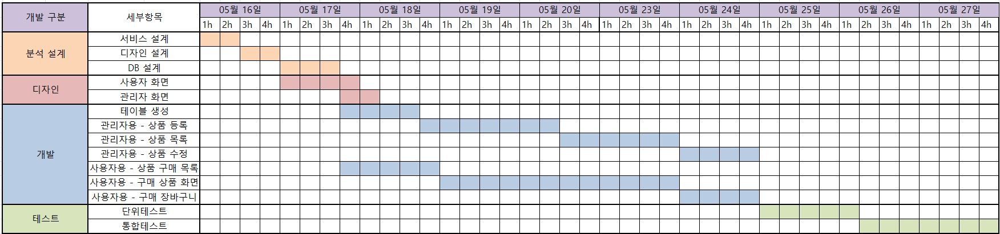 개발 구분 세부항목 05월 16일 05월 17일 05월 18일 05월 19일 05월 20일 05월 23일 05월 24일 05월 25일 05월 26일 05월 27일
1h 2h 3h 4h 1h 2h 3h 4h 1h 2h 3h 4h 1h 2h 3h 4h 1h 2h 3h 4h 1h 2h 3h 4h 1h 2h 3h 4h 1h 2h 3h 4h 1h 2h 3h 4h 1h 2h 3h 4h
분석 설계
서비스 설계
디자인 설계
DB 설계
디자인
사용자 화면
관리자 화면
개발
테이블 생성
관리자용 - 상품 등록
관리자용 - 상품 목록
관리자용 - 상품 수정
사용자용 - 상품 구매 목록
사용자용 - 구매 상품 화면
사용자용 - 구매 장바구니
테스트
단위테스트
통합테스트